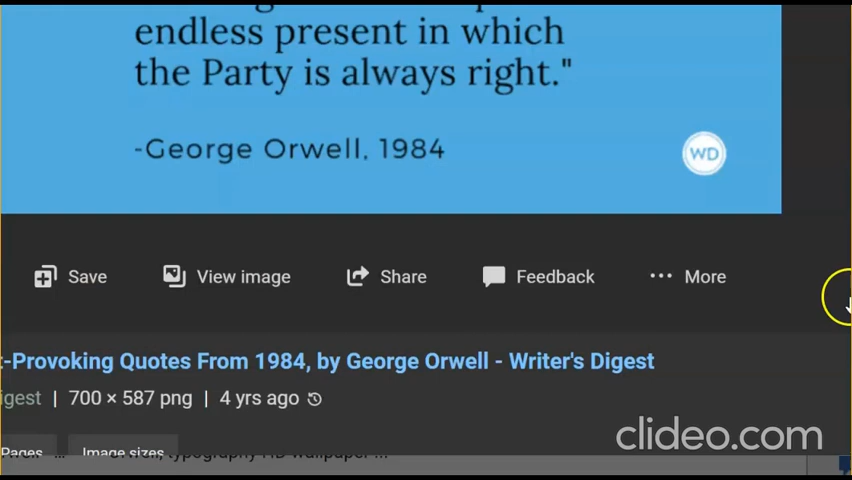 endless present in which
the Party is always right."
-George Orwell, 1984
WD
Save View image Share Feedback More
-Provoking Quotes From 1984, by George Orwell - Writer's Digest
igest | 700 × 587 png | 4 yrs ago
Pages Image sizes
clideo.com